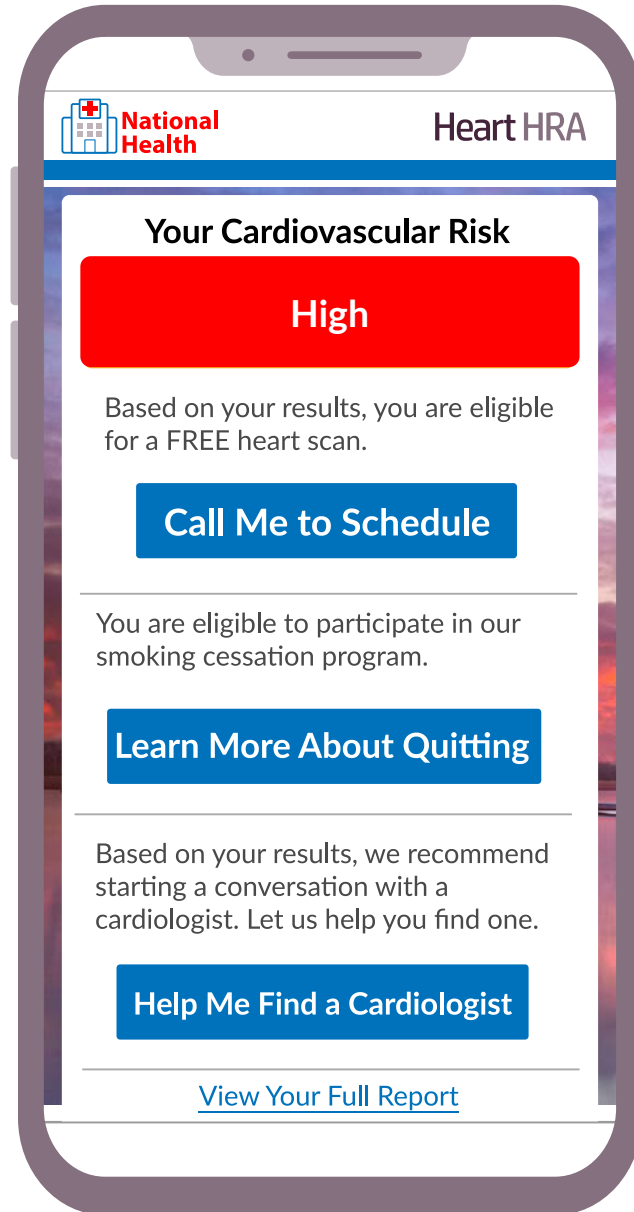 National
Health
Heart HRA
Your Cardiovascular Risk
High
Based on your results, you are eligible
for a FREE heart scan.
Call Me to Schedule
You are eligible to participate in our
smoking cessation program.
Learn More About Quitting
Based on your results, we recommend
starting a conversation with a
cardiologist. Let us help you find one.
Help Me Find a Cardiologist
View Your Full Report